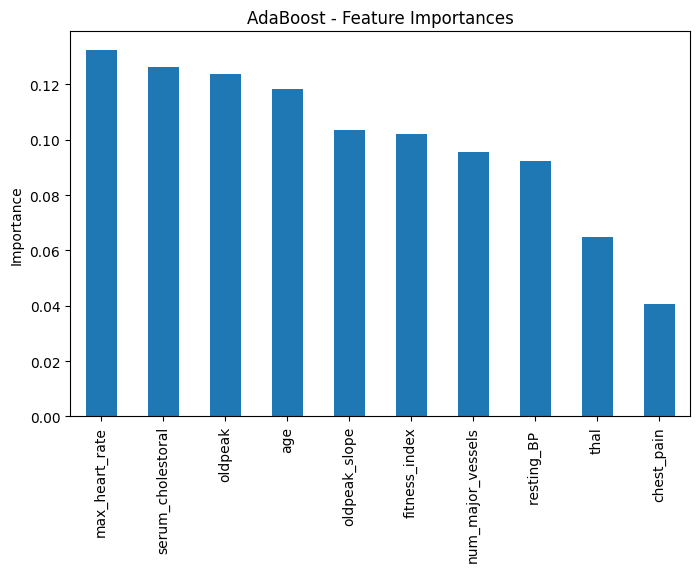 AdaBoost - Feature Importances
Importance
0.12
0.10
0.08
0.06
0.04
0.02
0.00
max_heart_rate
serum_cholestoral
oldpeak
age
oldpeak_slope
fitness_index
num_major_vessels
resting_BP
thal
chest_pain